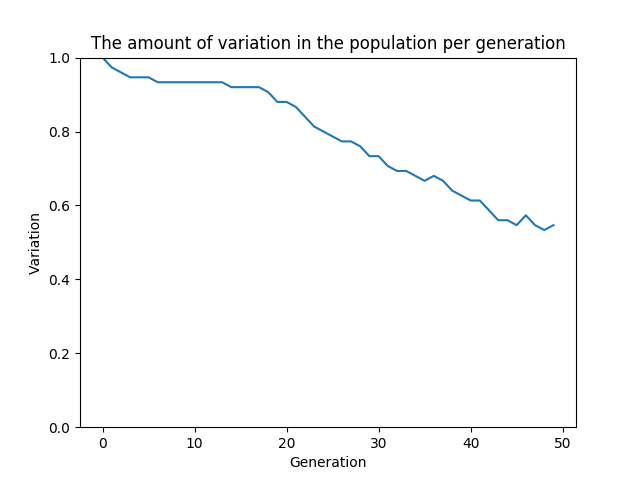 The amount of variation in the population per generation
1.0
0.8
0.6
0.4
0.2
0.0
Variation
0 10 20 30 40 50
Generation